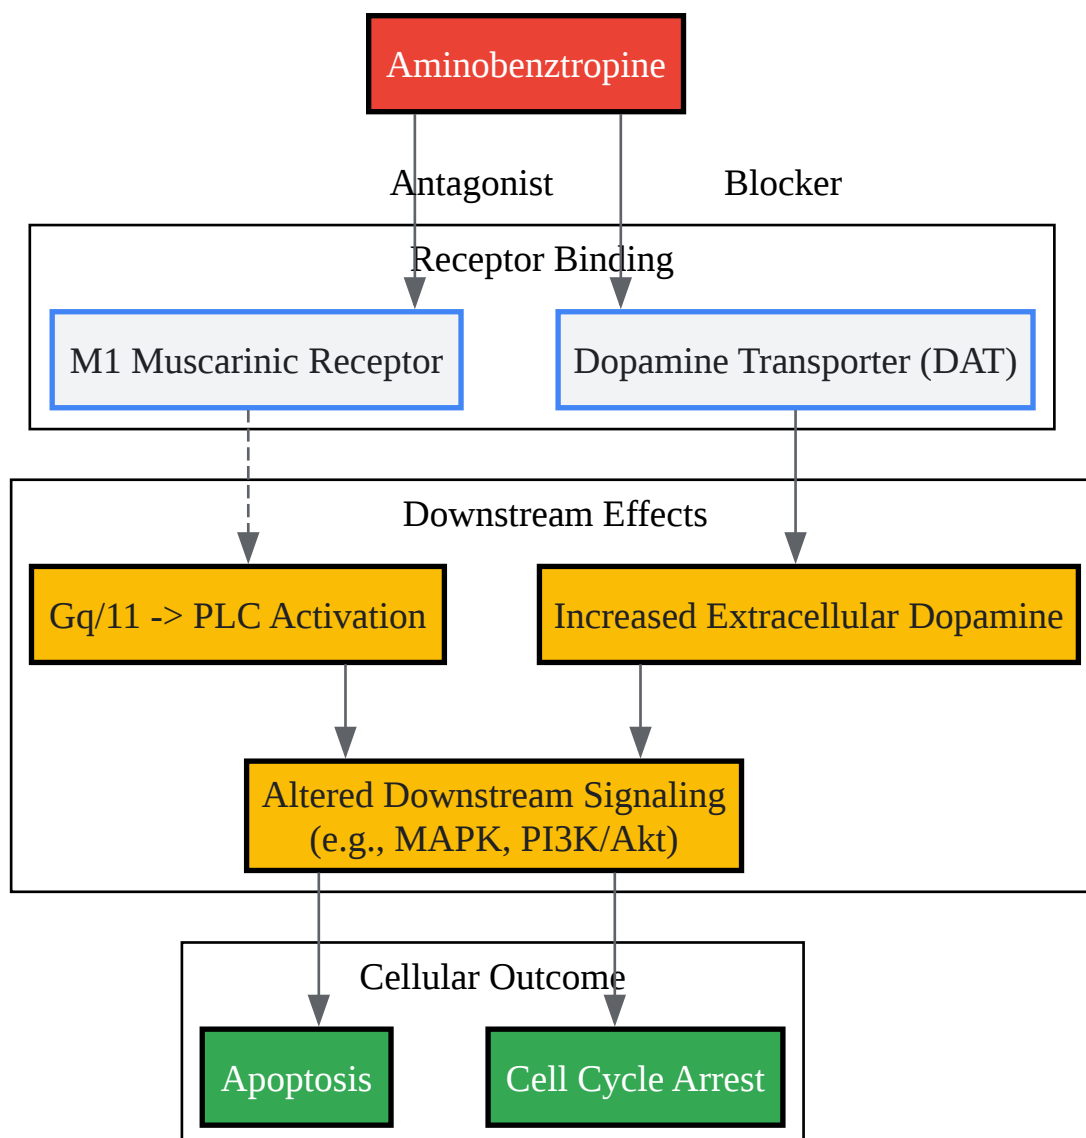 Aminobenztropine
Antagonist
Blocker
Receptor Binding
M1 Muscarinic Receptor
Dopamine Transporter (DAT)
Downstream Effects
Gq/11 -> PLC Activation
Increased Extracellular Dopamine
Altered Downstream Signaling
(e.g., MAPK, PI3K/Akt)
Cellular Outcome
Apoptosis
Cell Cycle Arrest